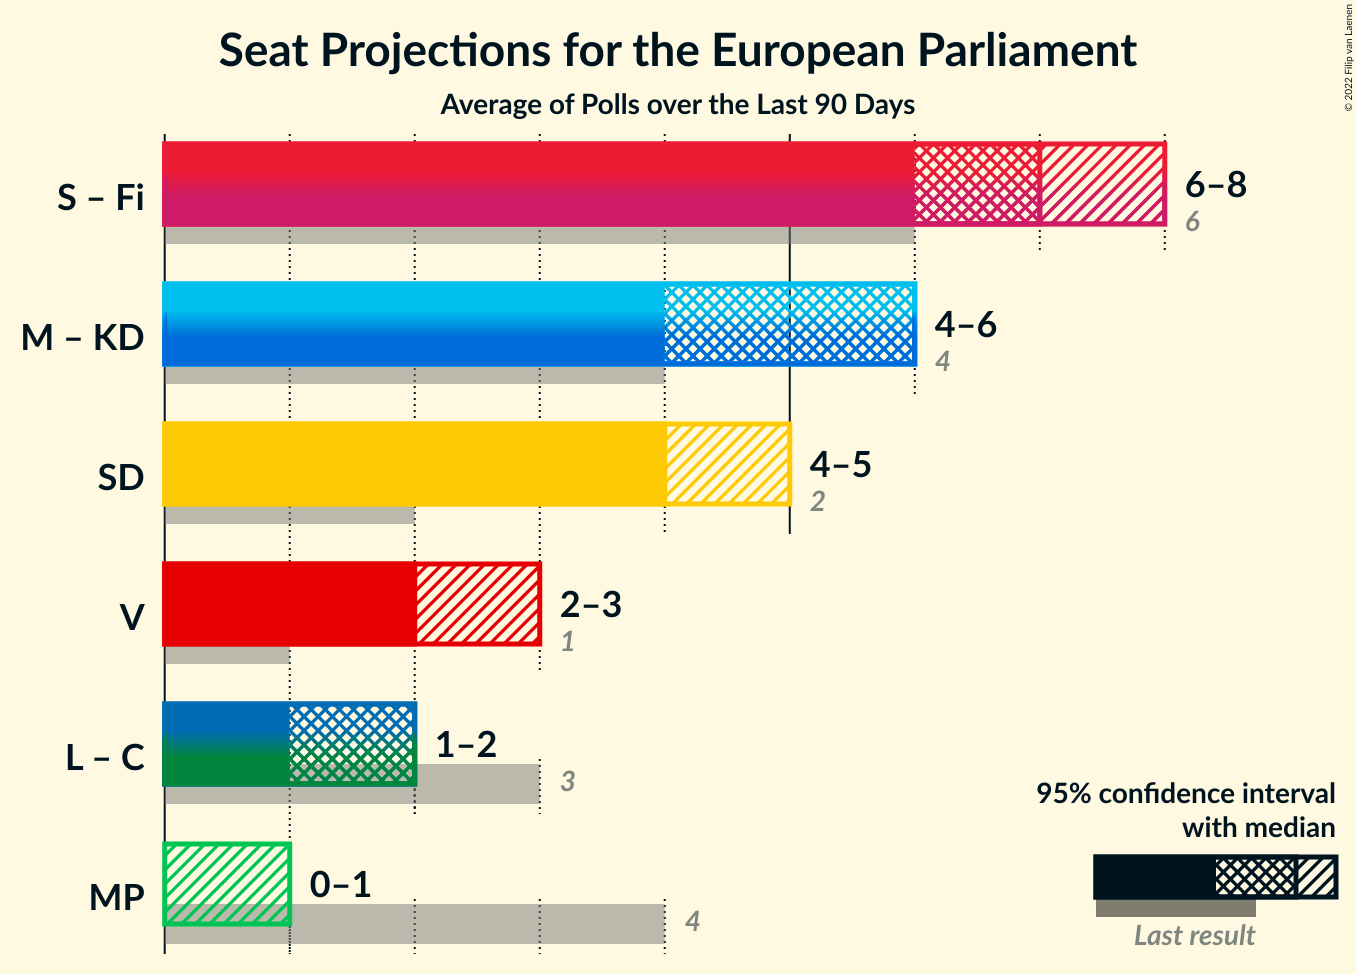 Seat Projections for the European Parliament
Average of Polls over the Last 90 Days
© 2022 Filip van Laenen
S – Fi
6–8
6
M – KD
4–6
4
SD
4–5
2
V
2–3
1
L – C
1–2
3
MP
0–1
4
95% confidence interval
with median
Last result